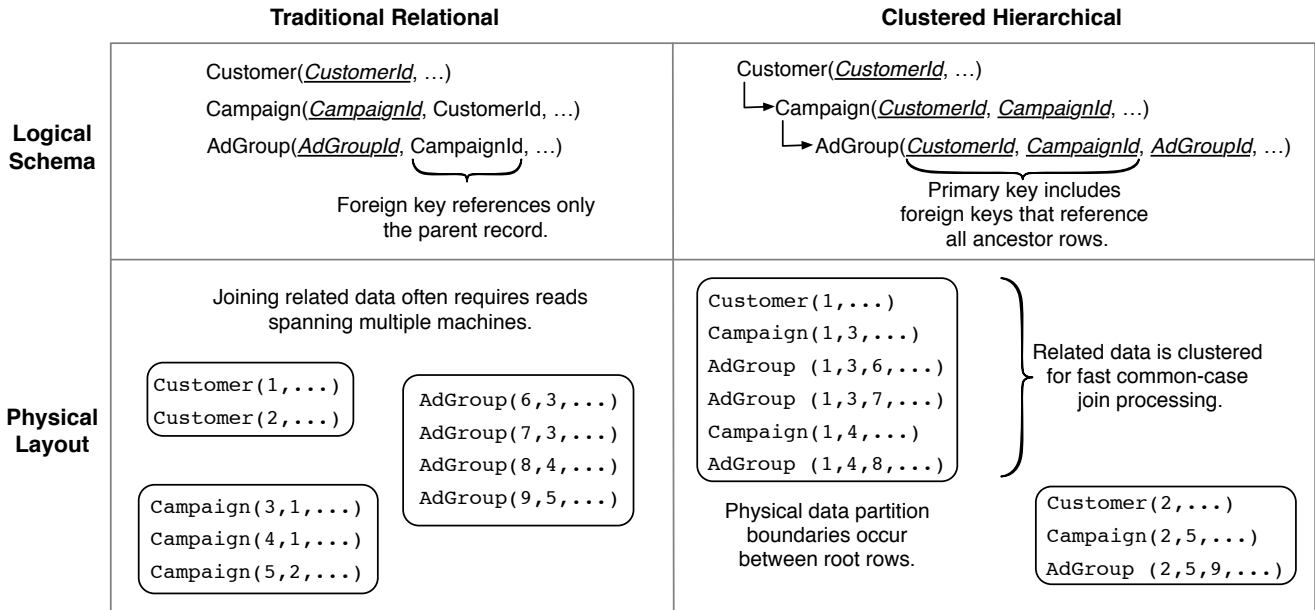 Traditional Relational
Clustered Hierarchical
Logical
Schema
Customer(CustomerId, …)
Campaign(CampaignId, CustomerId, …)
AdGroup(AdGroupId, CampaignId, …)
Foreign key references only
the parent record.
Customer(CustomerId, …)
Campaign(CustomerId, CampaignId, …)
AdGroup(CustomerId, CampaignId, AdGroupId, …)
Primary key includes
foreign keys that reference
all ancestor rows.
Physical
Layout
Joining related data often requires reads
spanning multiple machines.
Customer(1,...)
Customer(2,...)
AdGroup(6,3,...)
AdGroup(7,3,...)
AdGroup(8,4,...)
AdGroup(9,5,...)
Campaign(3,1,...)
Campaign(4,1,...)
Campaign(5,2,...)
Customer(1,...)
Campaign(1,3,...)
AdGroup (1,3,6,...)
AdGroup (1,3,7,...)
Campaign(1,4,...)
AdGroup (1,4,8,...)
Related data is clustered
for fast common-case
join processing.
Physical data partition
boundaries occur
between root rows.
Customer(2,...)
Campaign(2,5,...)
AdGroup (2,5,9,...)